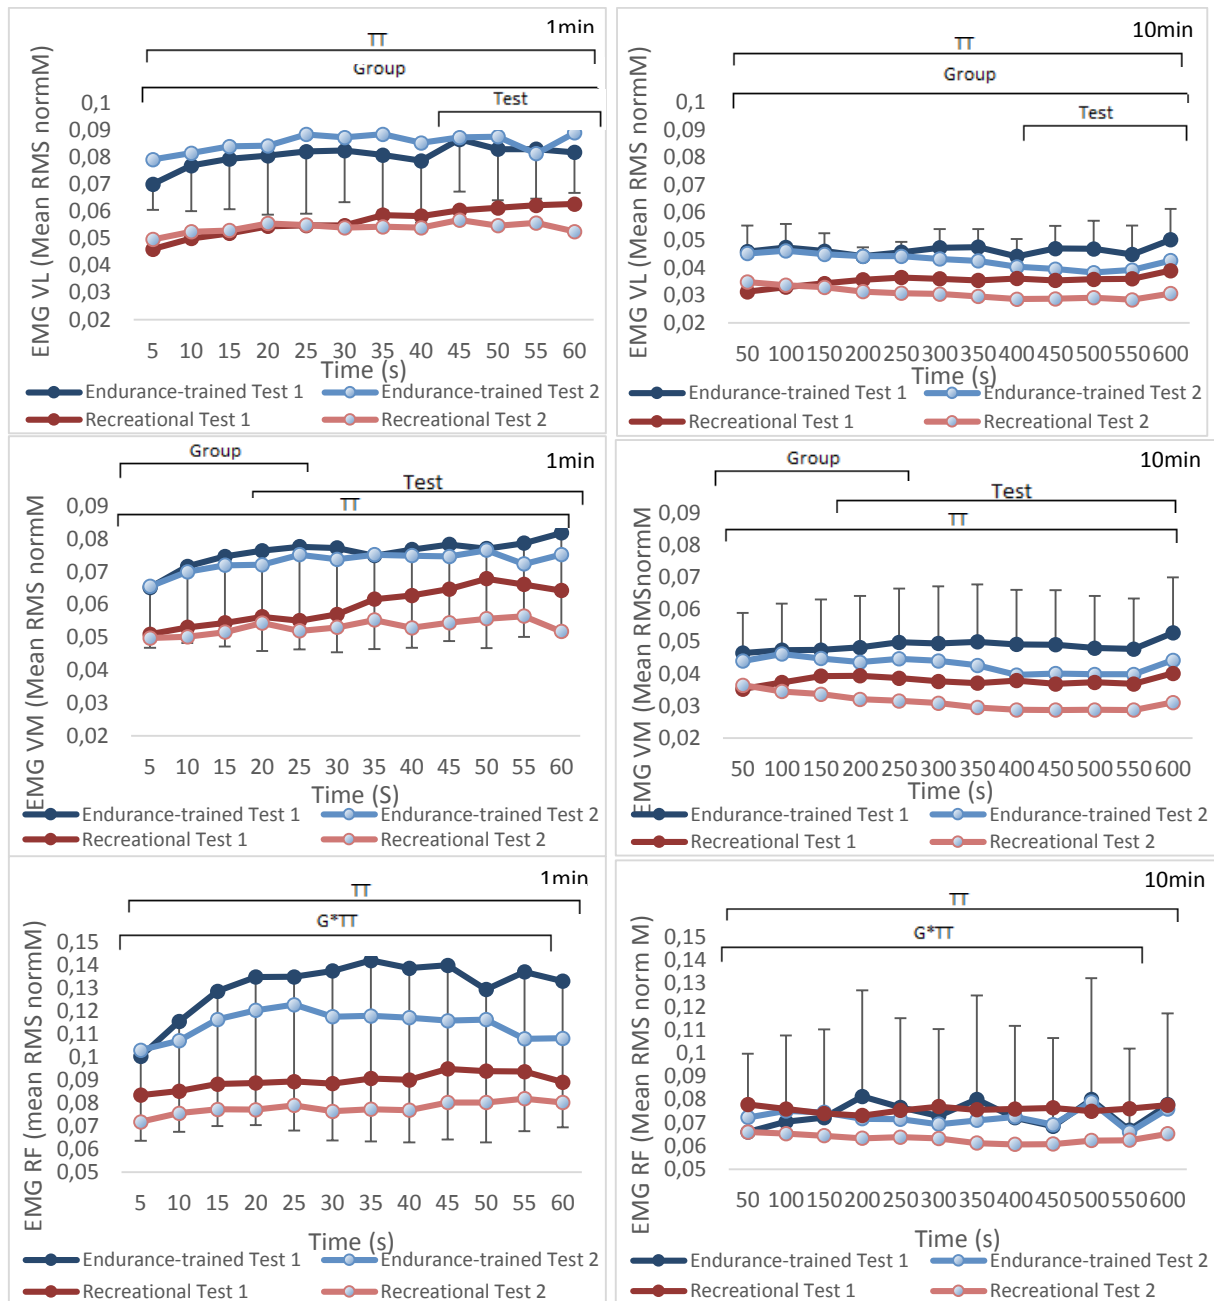 1min
TT
Group
Test
EMG VL (Mean RMS normM)
0,1
0,09
0,08
0,07
0,06
0,05
0,04
0,03
0,02
5 10 15 20 25 30 35 40 45 50 55 60
Time (s)
Endurance-trained Test 1 Endurance-trained Test 2
Recreational Test 1 Recreational Test 2
10min
TT
Group
Test
EMG VL (Mean RMS normM)
0,1
0,09
0,08
0,07
0,06
0,05
0,04
0,03
0,02
50 100 150 200 250 300 350 400 450 500 550 600
Time (s)
Endurance-trained Test 1 Endurance-trained Test 2
Recreational Test 1 Recreational Test 2
1min
Group
Test
TT
EMG VM (Mean RMS normM
0,09
0,08
0,07
0,06
0,05
0,04
0,03
0,02
5 10 15 20 25 30 35 40 45 50 55 60
Time (S)
Endurance-trained Test 1 Endurance-trained Test 2
Recreational Test 1 Recreational Test 2
10min
Group
Test
TT
EMG VM (Mean RMSnormM
0,09
0,08
0,07
0,06
0,05
0,04
0,03
0,02
50 100 150 200 250 300 350 400 450 500 550 600
Time (s)
Endurance-trained Test 1 Endurance-trained Test 2
Recreational Test 1 Recreational Test 2
1min
TT
G*TT
EMG RF (mean RMS normM)
0,15
0,14
0,13
0,12
0,11
0,1
0,09
0,08
0,07
0,06
0,05
5 10 15 20 25 30 35 40 45 50 55 60
Time (s)
Endurance-trained Test 1 Endurance-trained Test 2
Recreational Test 1 Recreational Test 2
10min
TT
G*TT
EMG RF (Mean RMS norm M)
0,15
0,14
0,13
0,12
0,11
0,1
0,09
0,08
0,07
0,06
0,05
50 100 150 200 250 300 350 400 450 500 550 600
Time (s)
Endurance-trained Test 1 Endurance-trained Test 2
Recreational Test 1 Recreational Test 2